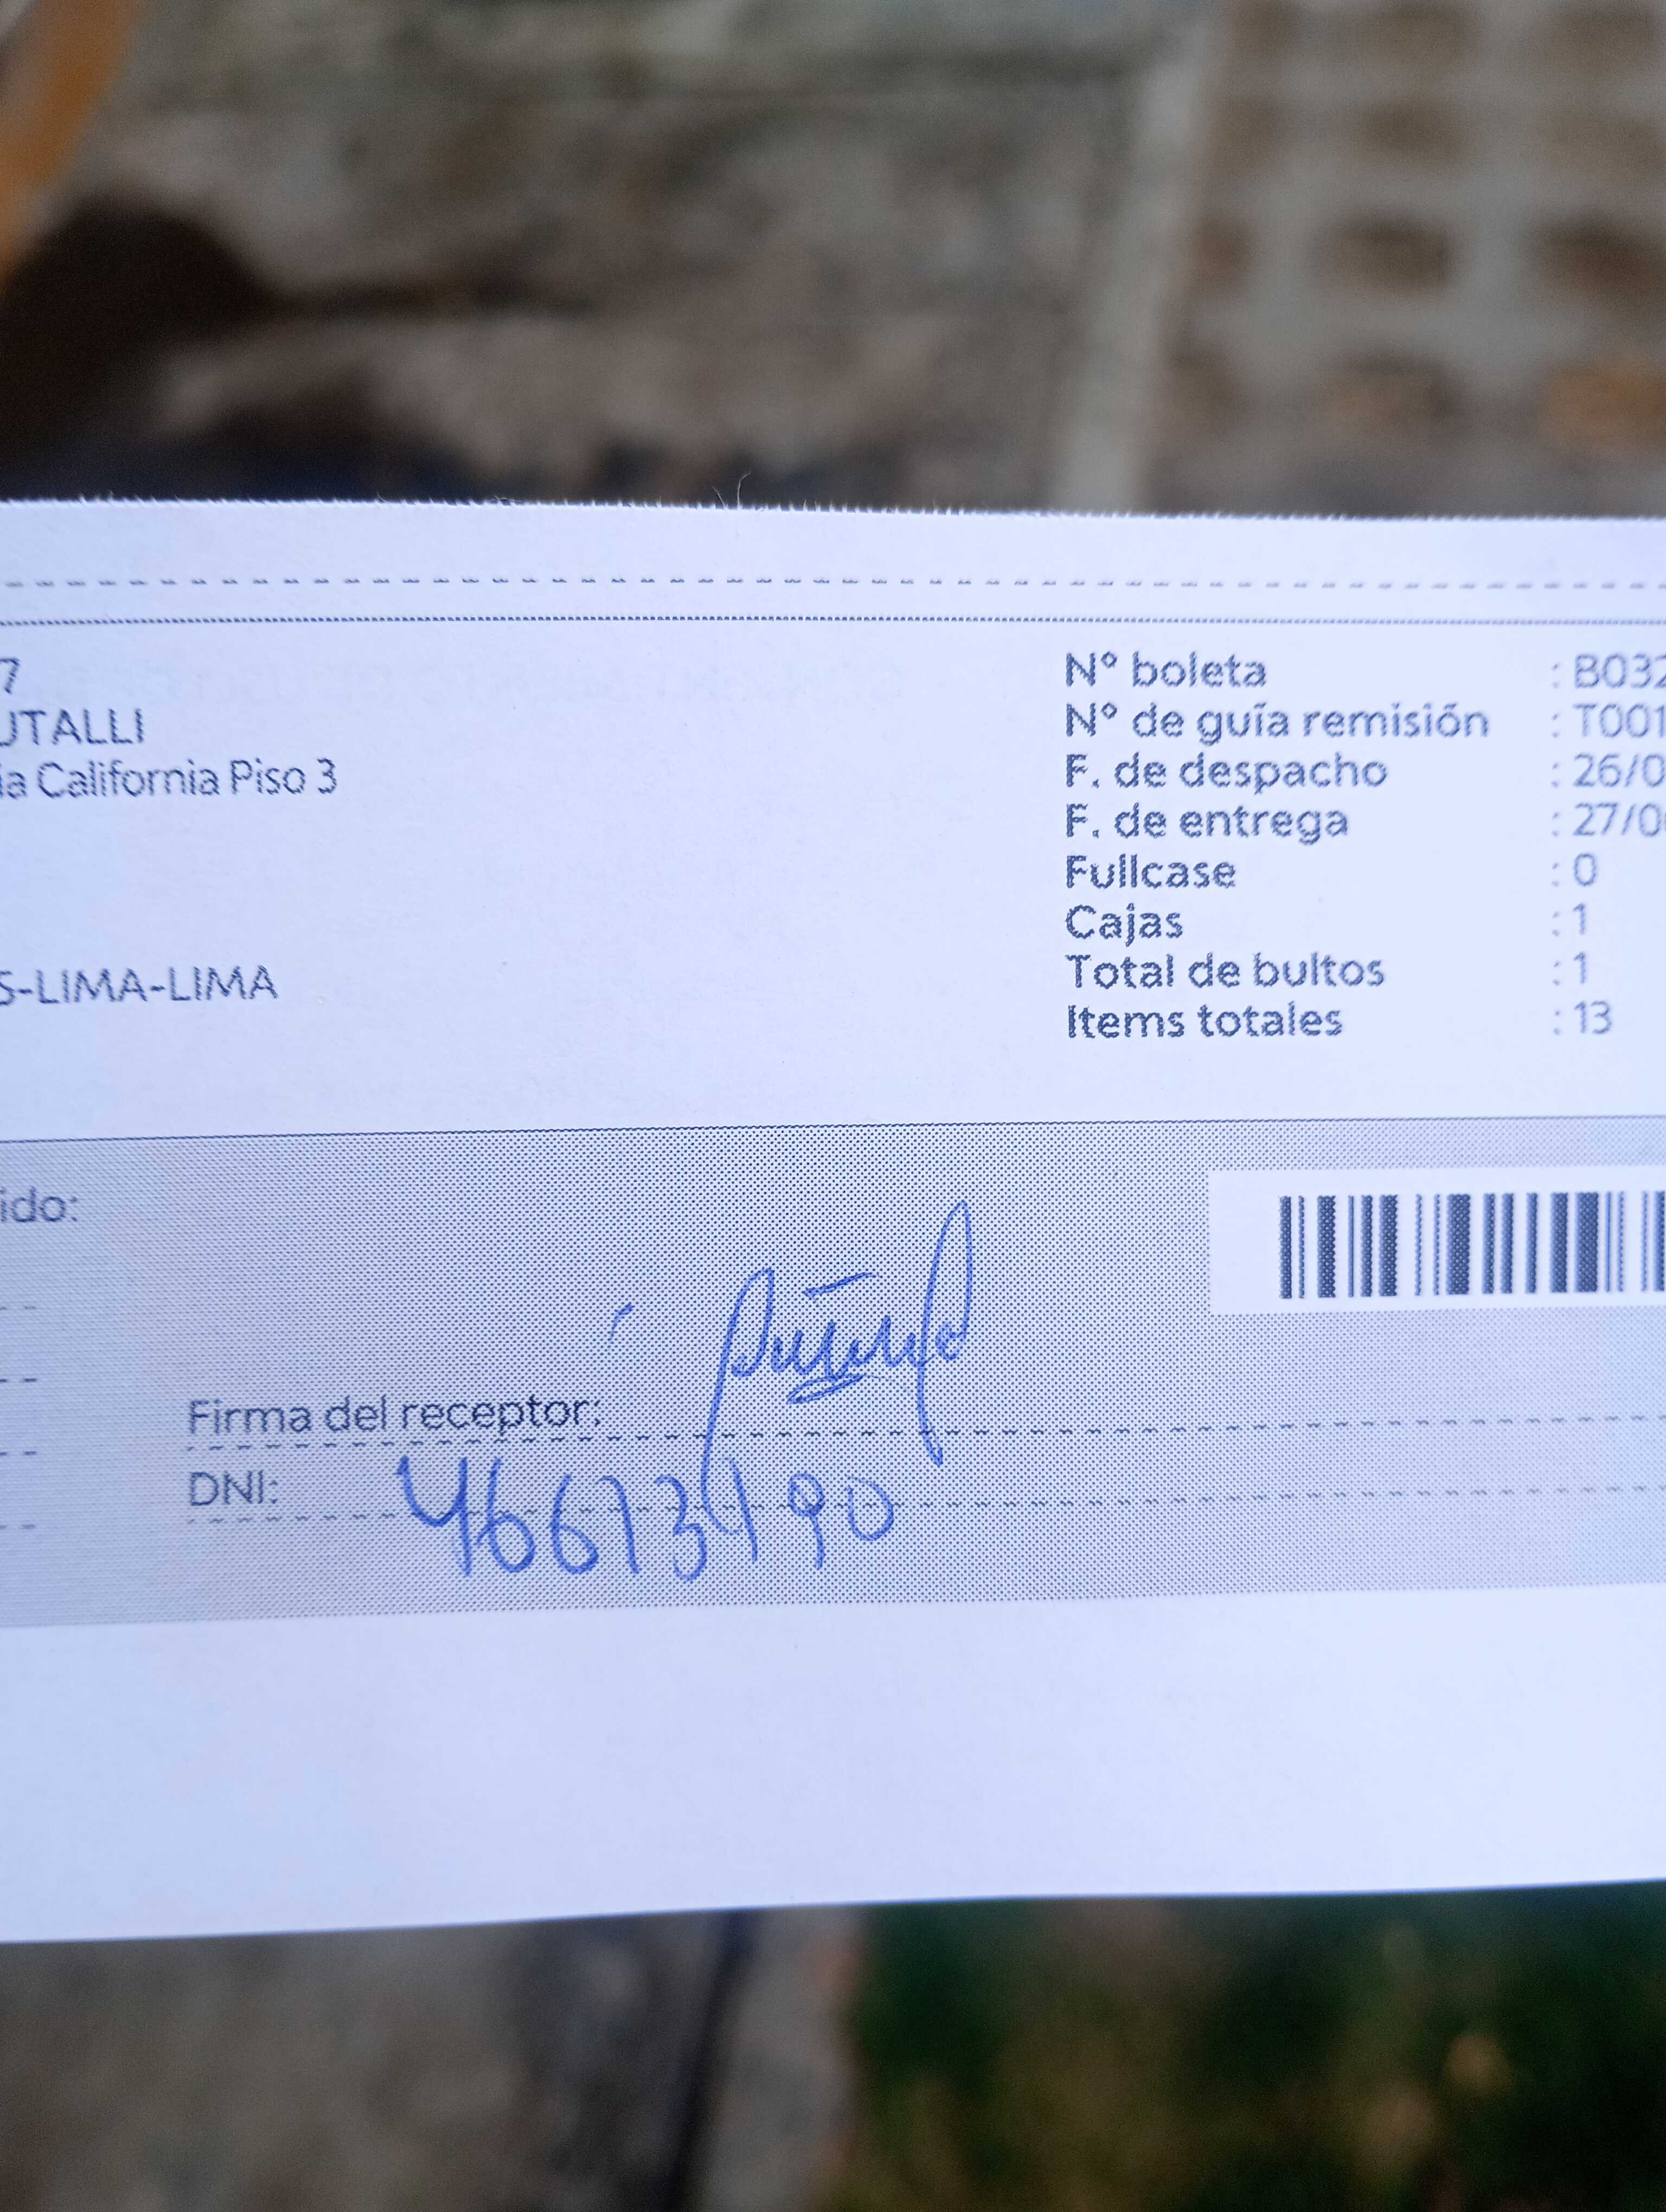 7
UTALLI
ia California Piso 3
S-LIMA-LIMA
N° boleta : B032
N° de guía remisión : T001
F. de despacho : 26/0
F. de entrega : 27/0
Fullcase : 0
Cajas : 1
Total de bultos : 1
Items totales : 13
ido:
Firma del receptor:
DNI: 46673190